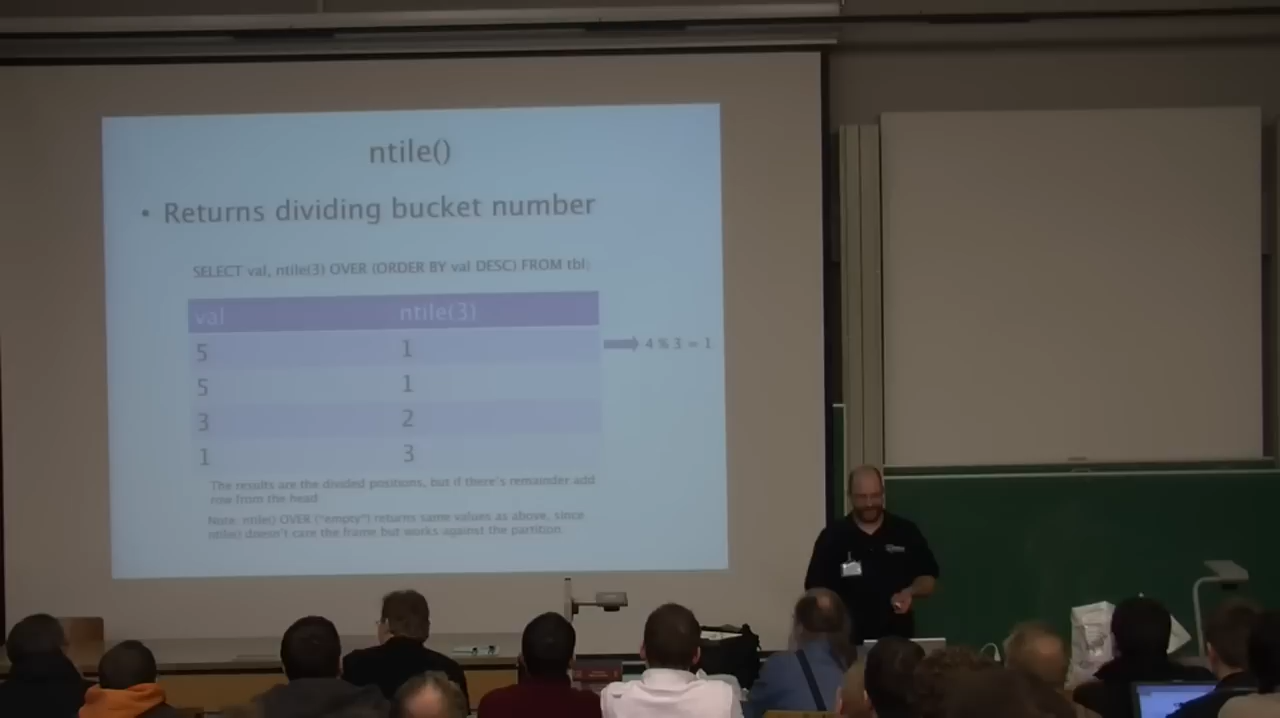 ntile()
• Returns dividing bucket number
SELECT val, ntile(3) OVER (ORDER BY val DESC) FROM tbl;
val ntile(3)
5 1
4 % 3 = 1
5 1
3 2
1 3
The results are the divided positions, but if there's remainder add
row from the head
Note: ntile() OVER ("empty") returns same values as above, since
ntile() doesn't care the frame but works against the partition